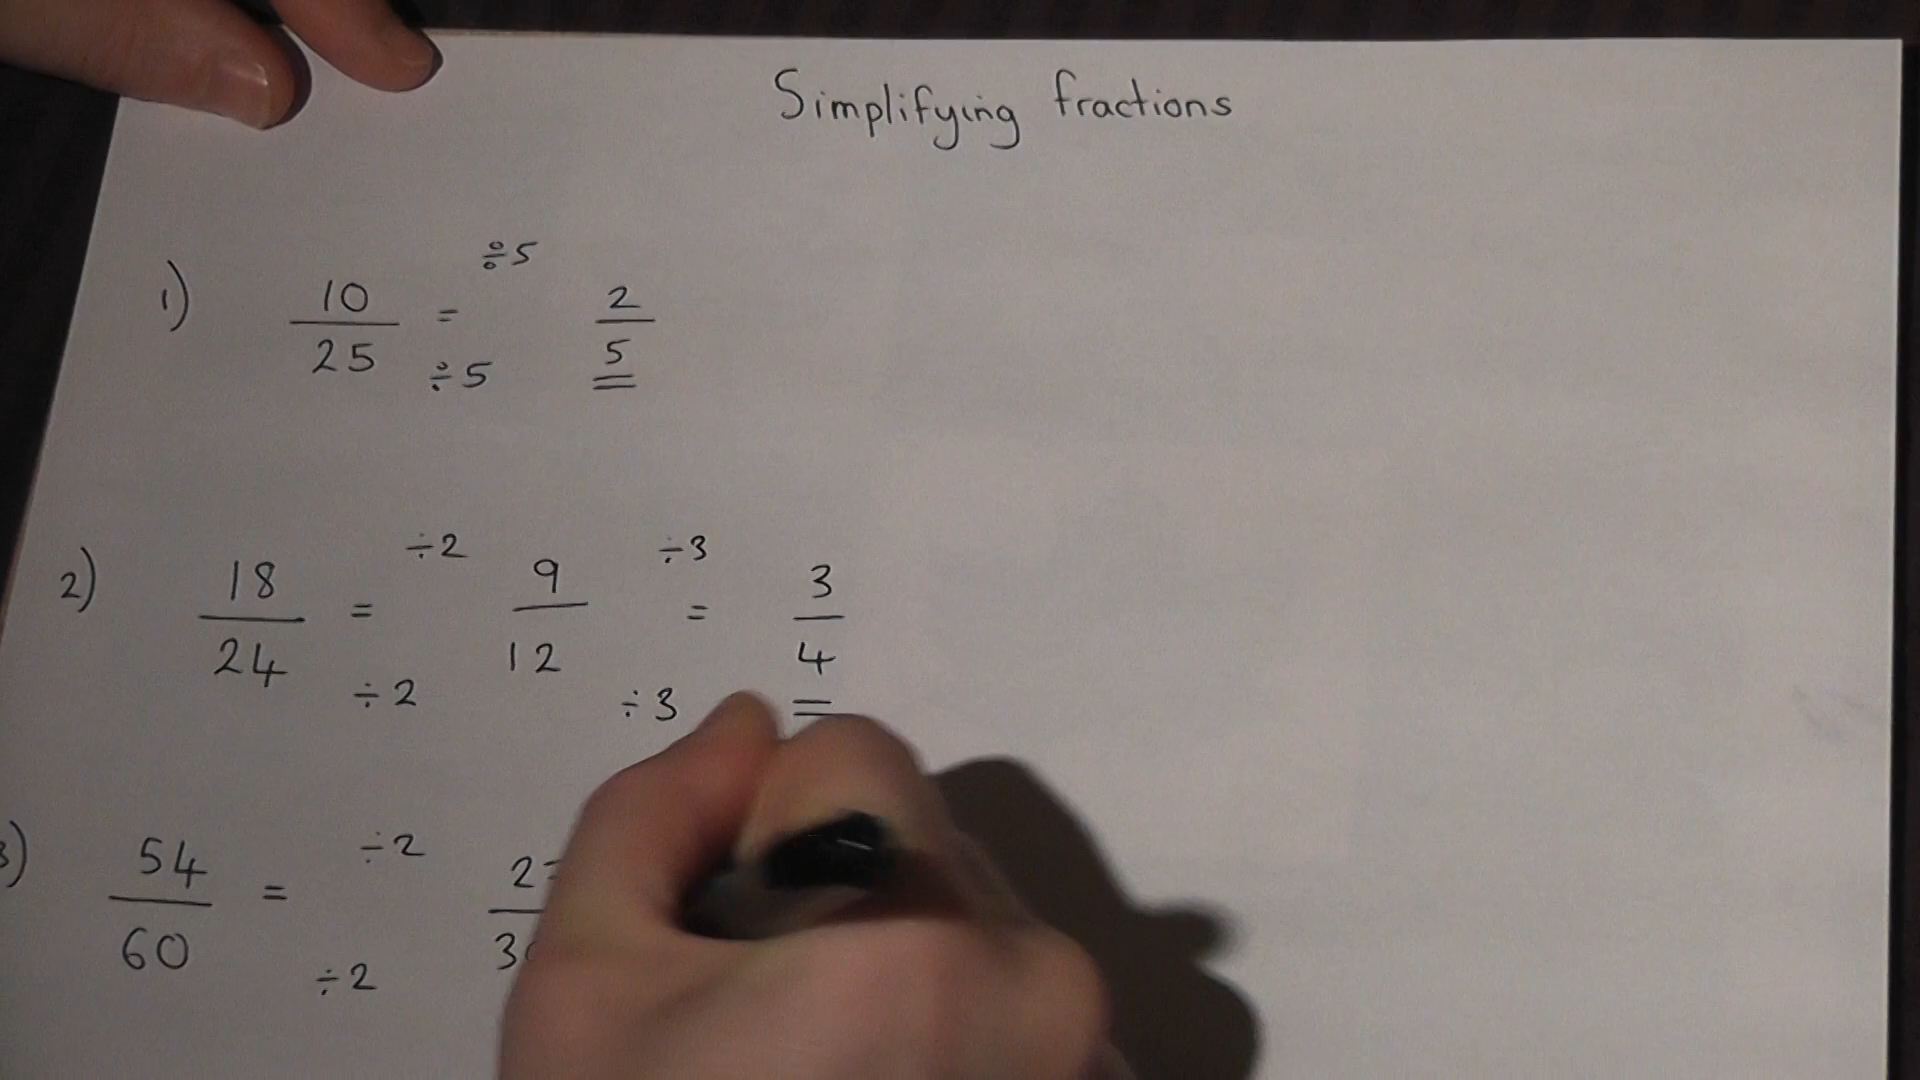 Simplifying fractions
÷5
1) 10/25 = 2/5
÷5
÷2 ÷3
2) 18/24 = 9/12 = 3/4
÷2 ÷3
÷2
) 54/60 =
÷2